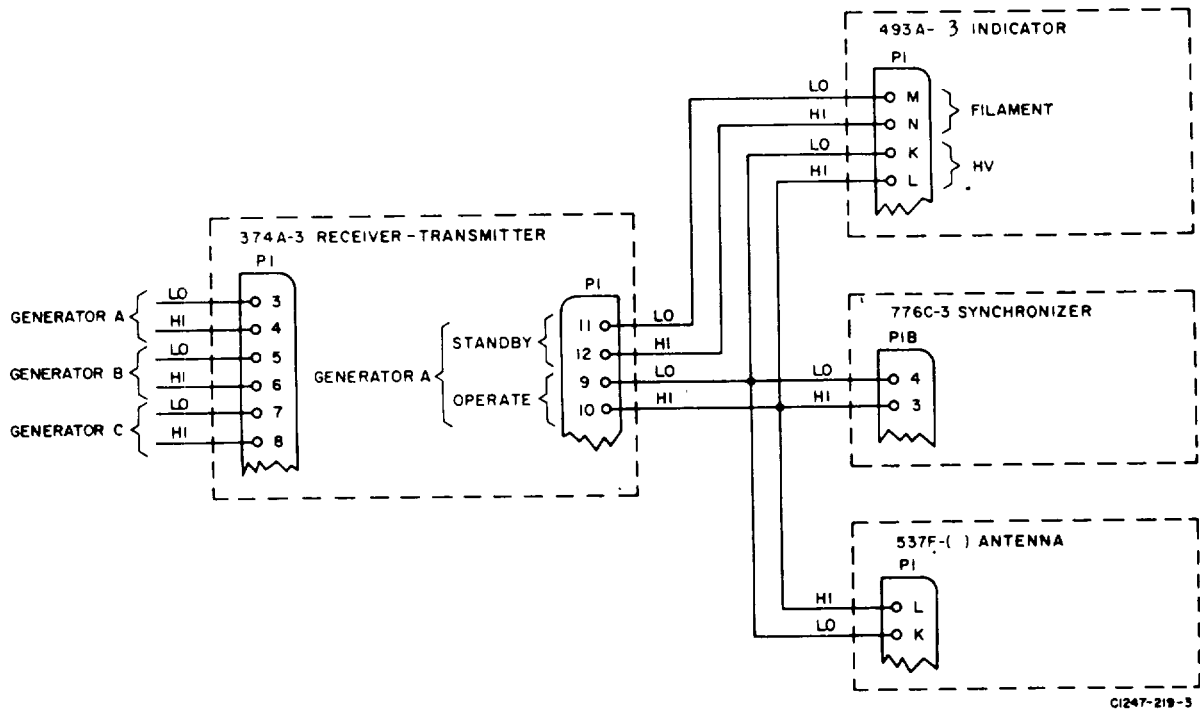 493A- 3 INDICATOR
P1
LO
M
HI
N
FILAMENT
LO
K
HI
L
HV
374A-3 RECEIVER-TRANSMITTER
P1
GENERATOR A
LO
3
HI
4
GENERATOR B
LO
5
HI
6
GENERATOR C
LO
7
HI
8
GENERATOR A
STANDBY
OPERATE
P1
11
LO
12
HI
9
LO
10
HI
776C-3 SYNCHRONIZER
P1B
LO
4
HI
3
537F-( ) ANTENNA
P1
HI
L
LO
K
C1247-219-3